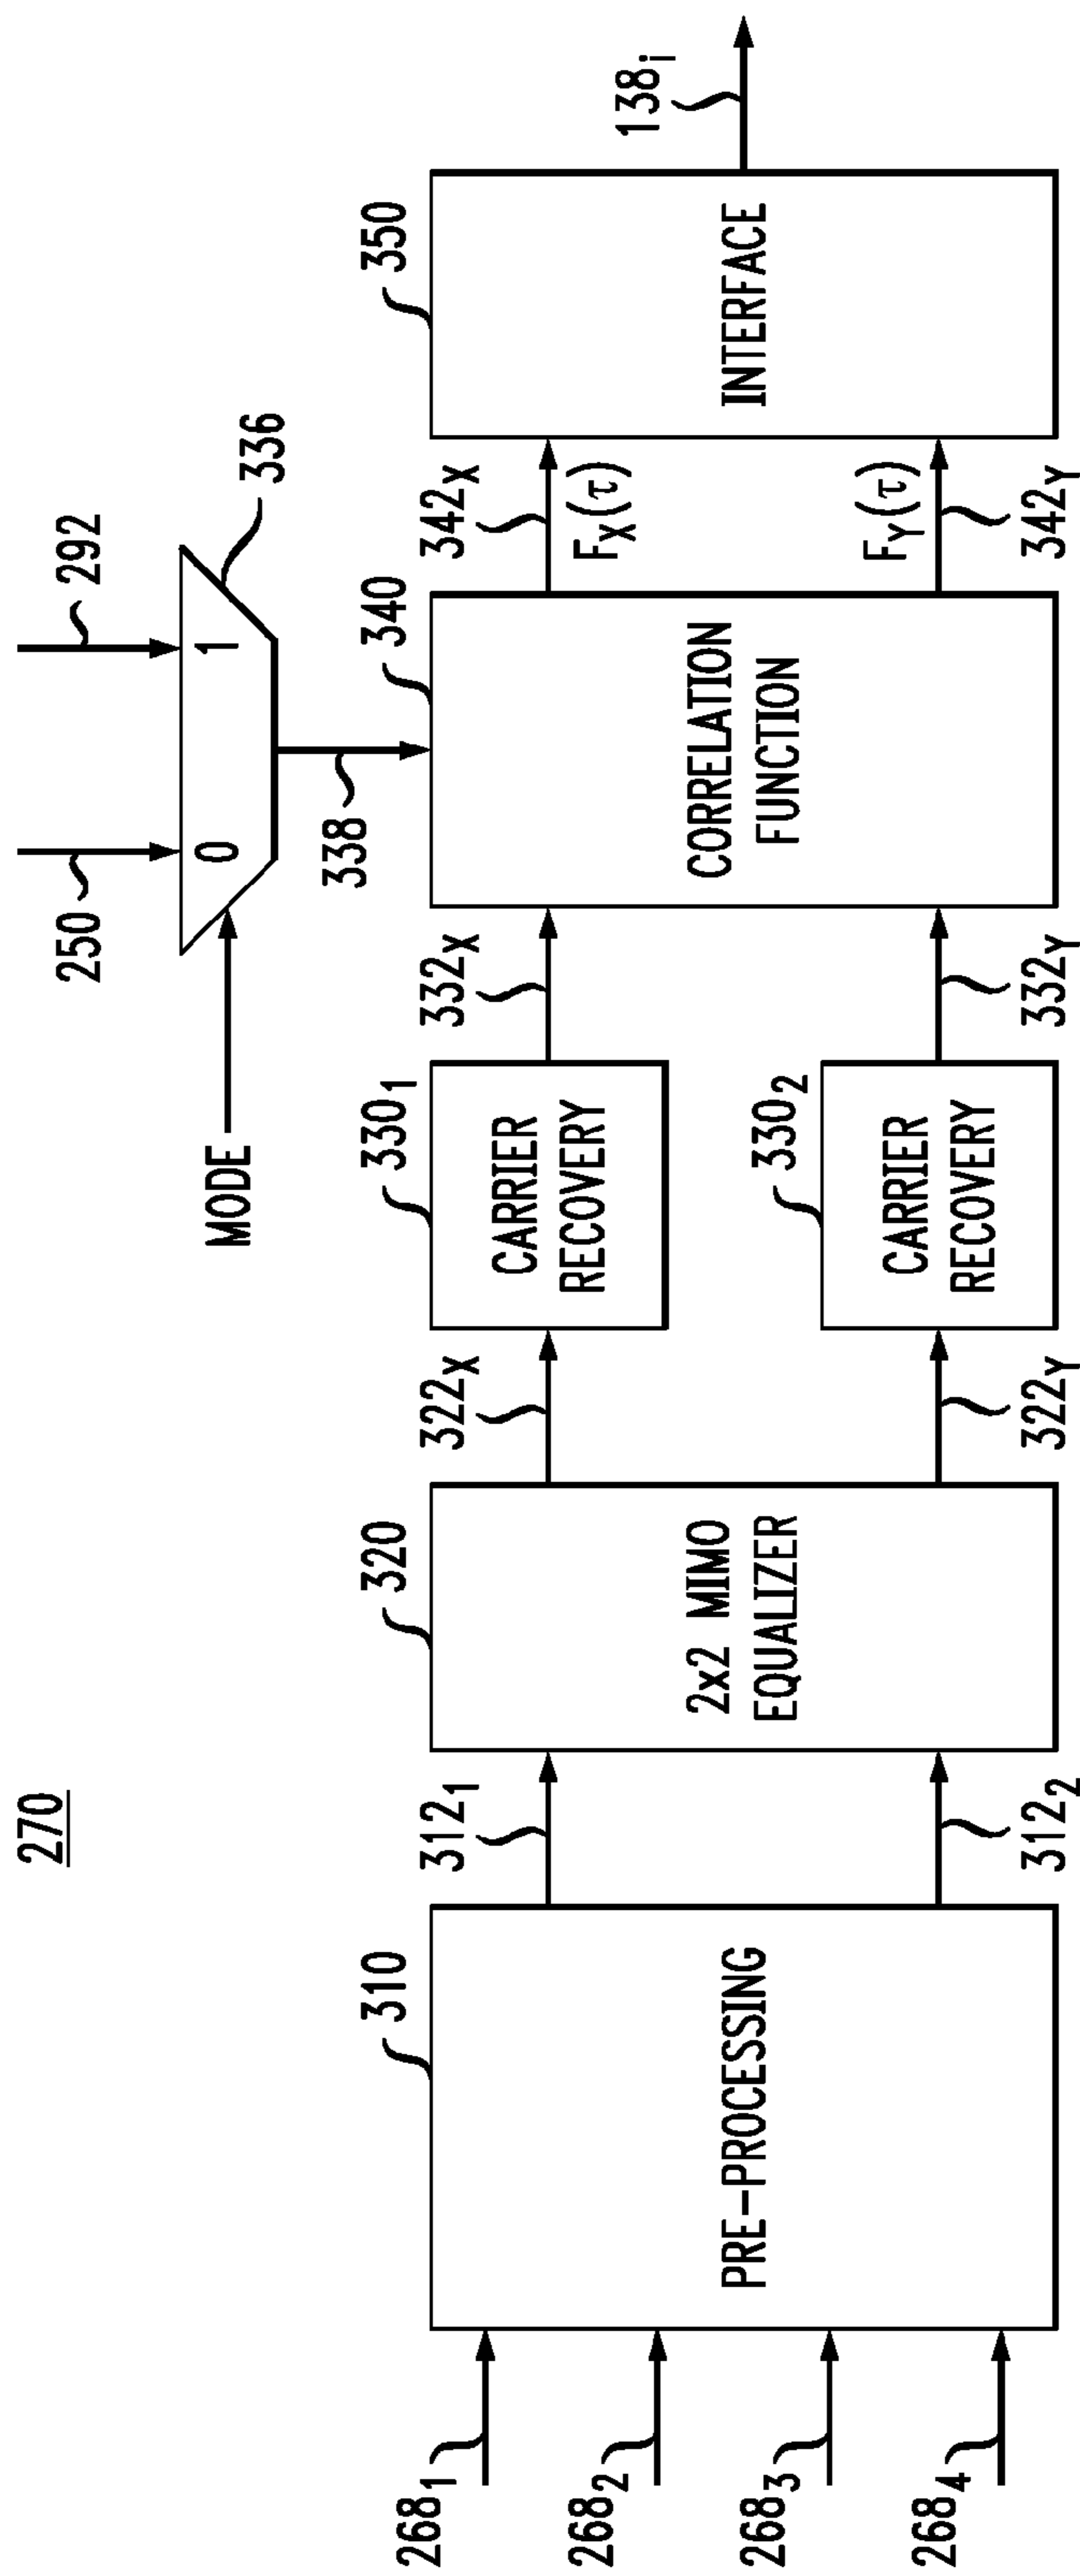 270
250
292
0
1
336
MODE
338
268₁
268₂
268₃
268₄
310
PRE-PROCESSING
312₁
312₂
320
2x2 MIMO
EQUALIZER
322X
322Y
330₁
CARRIER
RECOVERY
330₂
CARRIER
RECOVERY
332X
332Y
340
CORRELATION
FUNCTION
342X
FX(τ)
FY(τ)
342Y
350
INTERFACE
138i